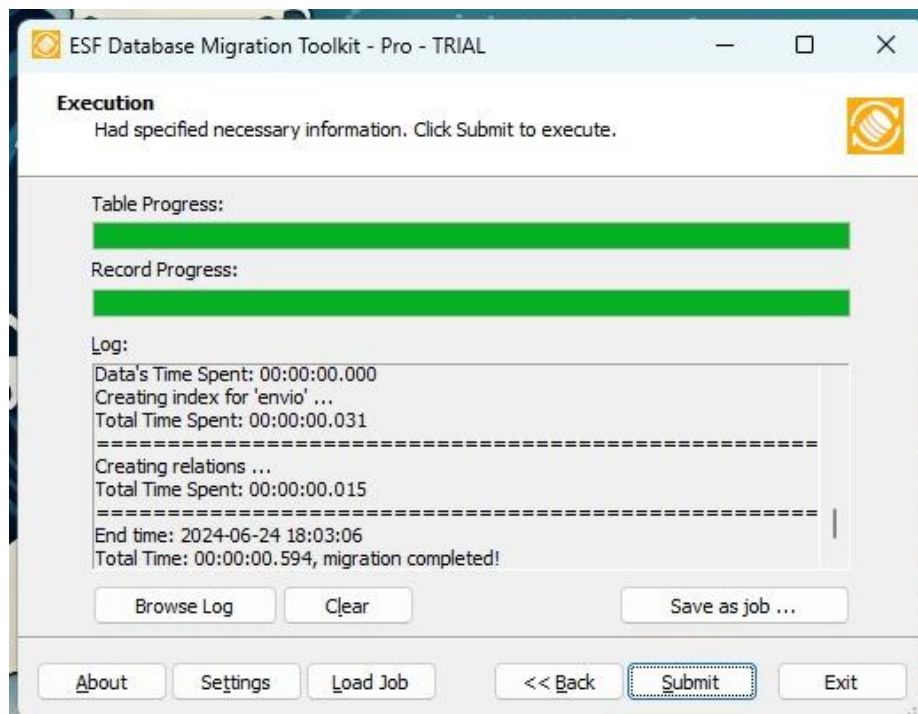 ESF Database Migration Toolkit - Pro - TRIAL
Execution
Had specified necessary information. Click Submit to execute.
Table Progress:
Record Progress:
Log:
Data's Time Spent: 00:00:00.000
Creating index for 'envio' ...
Total Time Spent: 00:00:00.031
===================================================
Creating relations ...
Total Time Spent: 00:00:00.015
===================================================
End time: 2024-06-24 18:03:06
Total Time: 00:00:00.594, migration completed!
Browse Log Clear Save as job ...
About Settings Load Job << Back Submit Exit